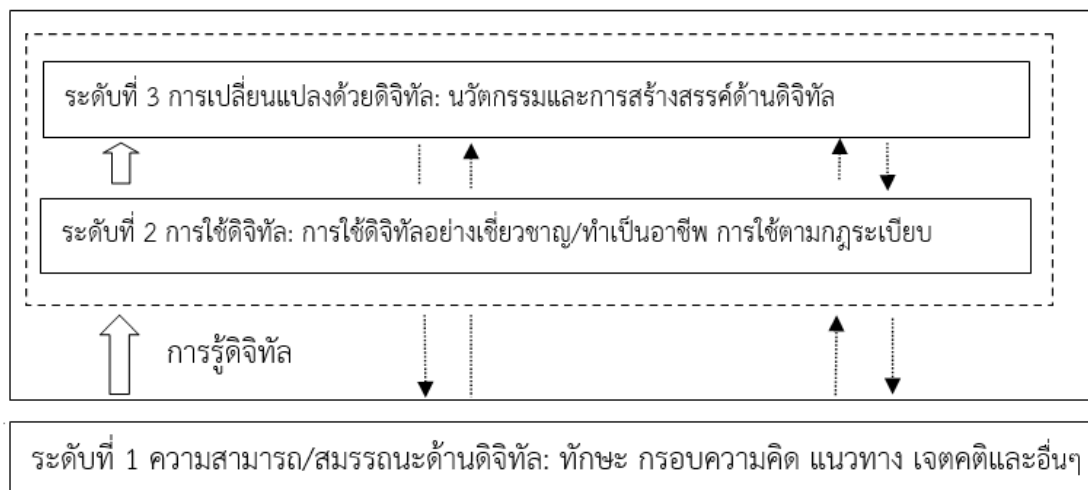 ระดับที่ 3 การเปลี่ยนแปลงด้วยดิจิทัล: นวัตกรรมและการสร้างสรรค์ด้านดิจิทัล
ระดับที่ 2 การใช้ดิจิทัล: การใช้ดิจิทัลอย่างเชี่ยวชาญ/ทำเป็นอาชีพ การใช้ตามกฎระเบียบ
การรู้ดิจิทัล
ระดับที่ 1 ความสามารถ/สมรรถนะด้านดิจิทัล: ทักษะ กรอบความคิด แนวทาง เจตคติและอื่นๆ